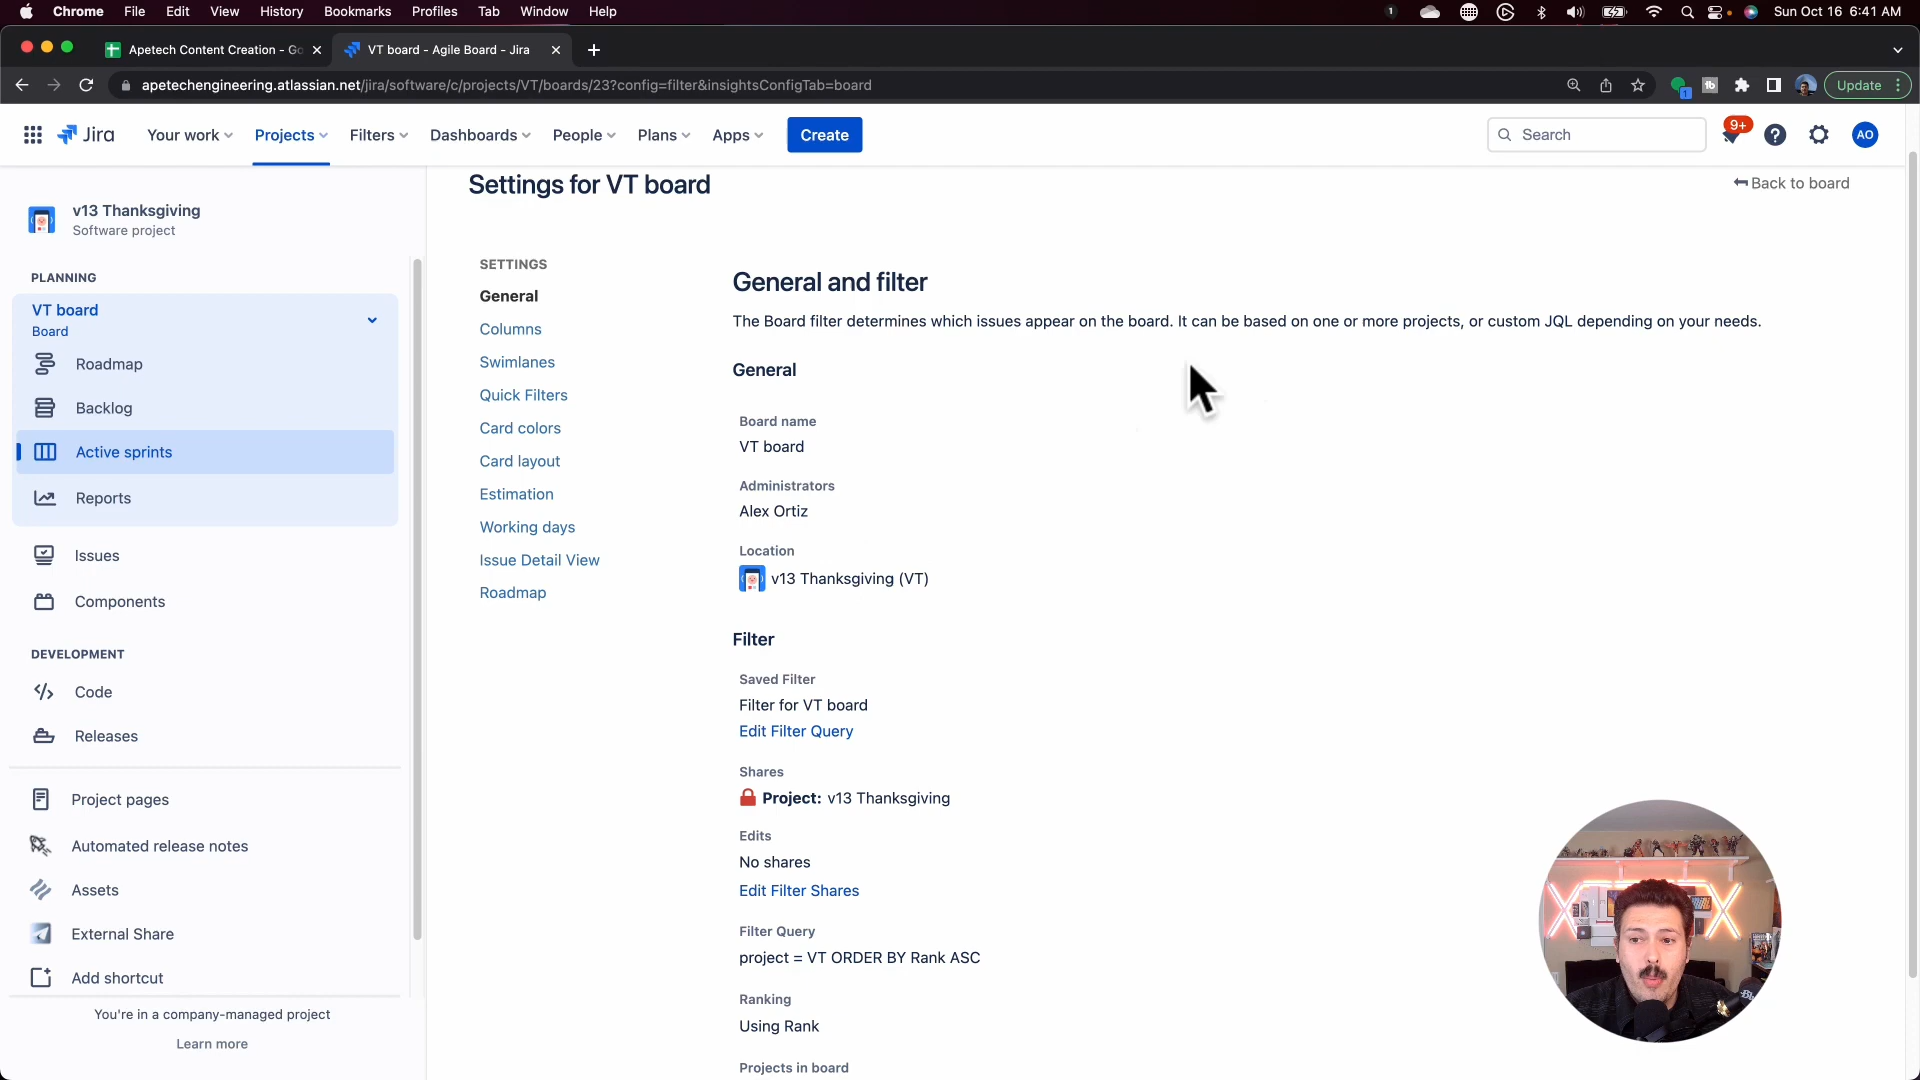 Chrome File Edit View History Bookmarks Profiles Tab Window Help
1
Sun Oct 16 6:41 AM
Apetech Content Creation - Go
VT board - Agile Board - Jira
apetechengineering.atlassian.net/jira/software/c/projects/VT/boards/23?config=filter&insightsConfigTab=board
1
tb
Update
Jira
Your work
Projects
Filters
Dashboards
People
Plans
Apps
Create
Search
9+
AO
v13 Thanksgiving
Software project
PLANNING
VT board
Board
Roadmap
Backlog
Active sprints
Reports
Issues
Components
DEVELOPMENT
Code
Releases
Project pages
Automated release notes
Assets
External Share
Add shortcut
You're in a company-managed project
Learn more
Settings for VT board
Back to board
SETTINGS
General
Columns
Swimlanes
Quick Filters
Card colors
Card layout
Estimation
Working days
Issue Detail View
Roadmap
General and filter
The Board filter determines which issues appear on the board. It can be based on one or more projects, or custom JQL depending on your needs.
General
Board name
VT board
Administrators
Alex Ortiz
Location
v13 Thanksgiving (VT)
Filter
Saved Filter
Filter for VT board
Edit Filter Query
Shares
Project: v13 Thanksgiving
Edits
No shares
Edit Filter Shares
Filter Query
project = VT ORDER BY Rank ASC
Ranking
Using Rank
Projects in board